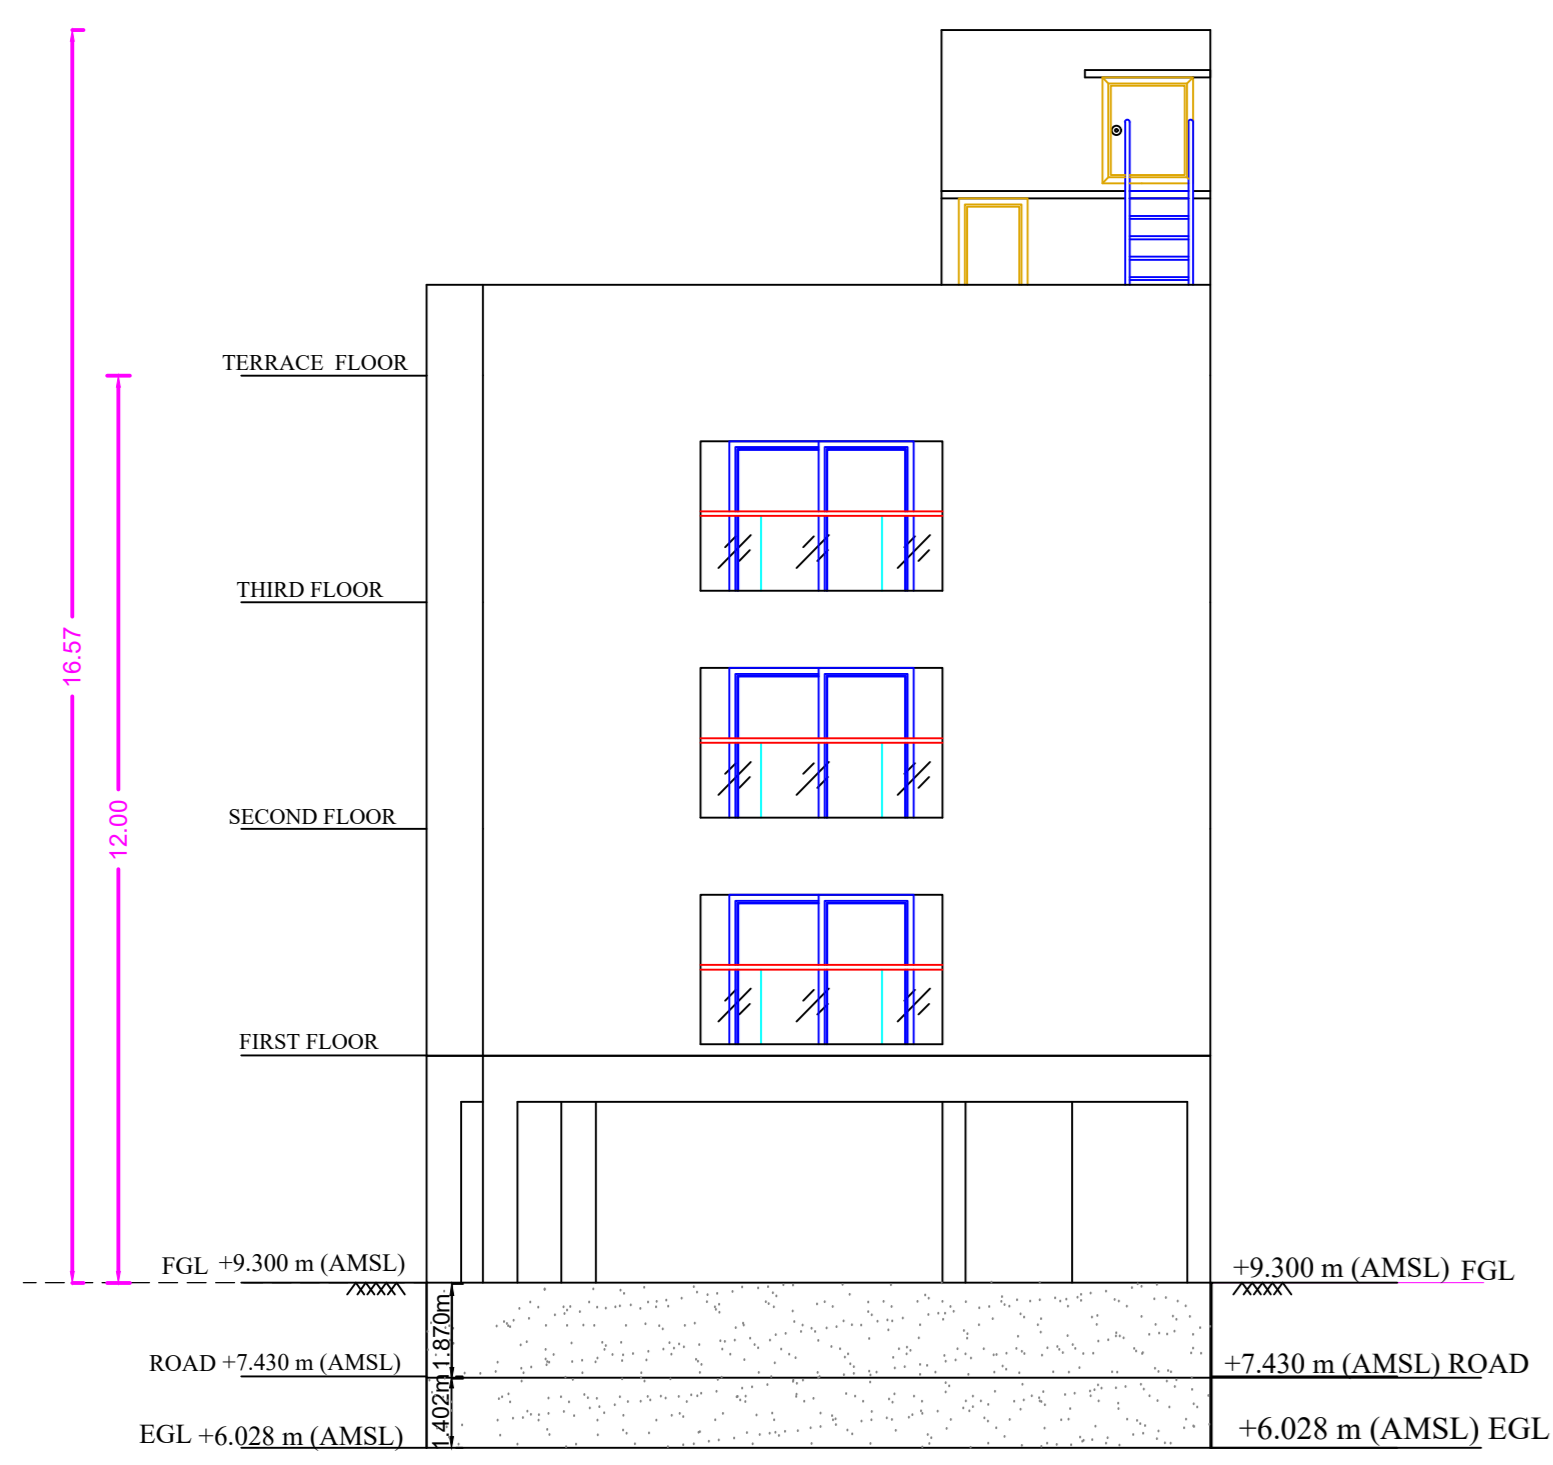 TERRACE  FLOOR
THIRD FLOOR
16.57
SECOND FLOOR
12.00
FIRST FLOOR
FGL +9.300 m (AMSL)
+9.300 m (AMSL) FGL
1.870m
ROAD +7.430 m (AMSL)
+7.430 m (AMSL) ROAD
1.402m
EGL +6.028 m (AMSL)
+6.028 m (AMSL) EGL